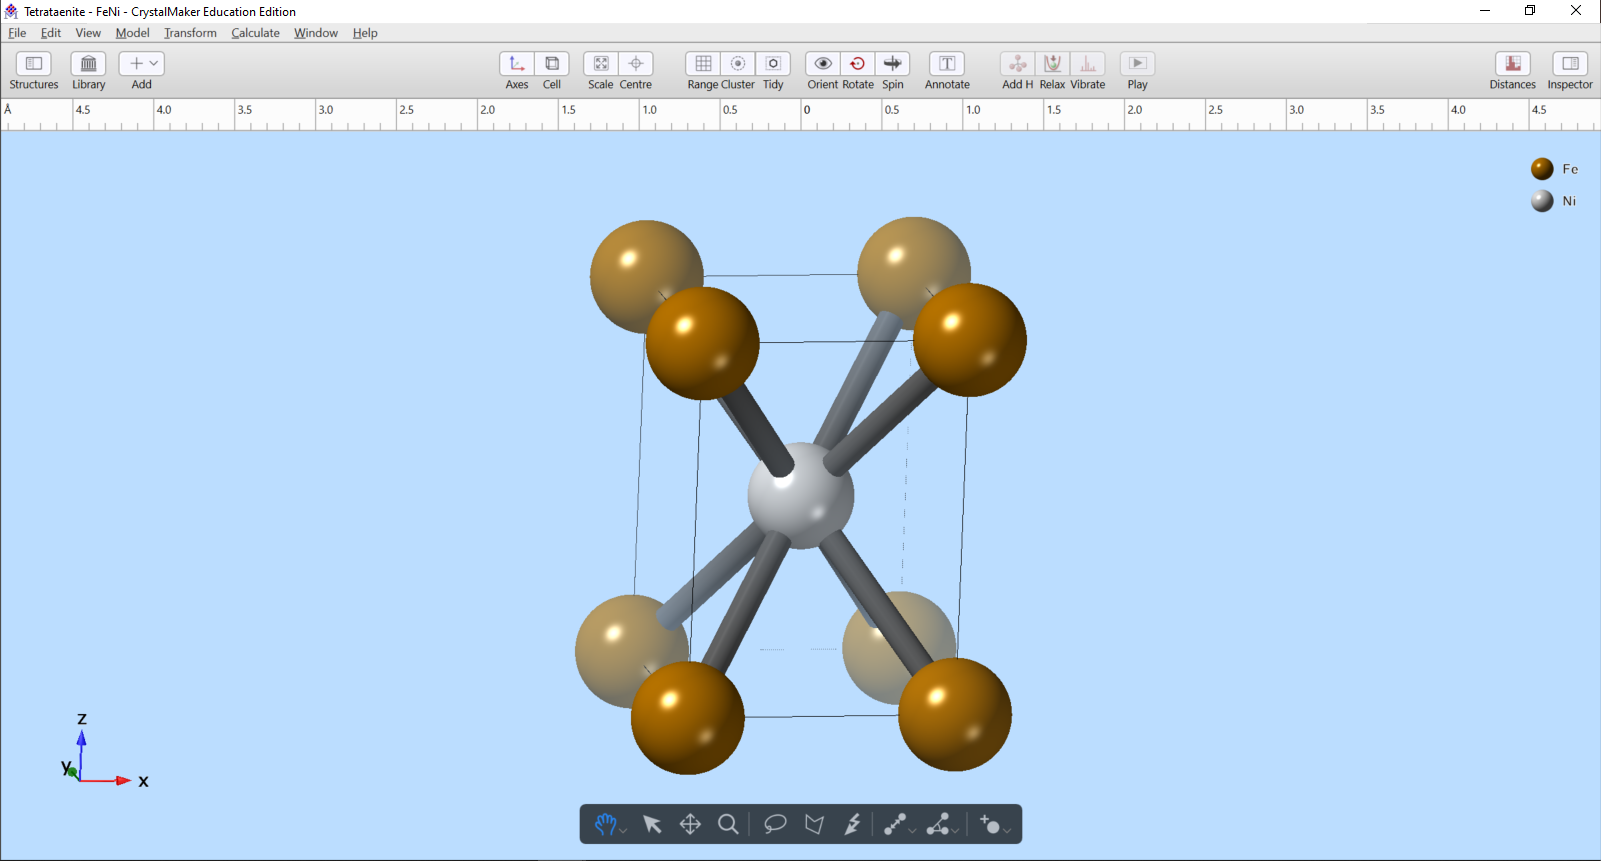 Tetrataenite - FeNi - CrystalMaker Education Edition
File Edit View Model Transform Calculate Window Help
Structures Library Add Axes Cell Scale Centre Range Cluster Tidy Orient Rotate Spin Annotate Add H Relax Vibrate Play Distances Inspector
Å 4.5 4.0 3.5 3.0 2.5 2.0 1.5 1.0 0.5 0 0.5 1.0 1.5 2.0 2.5 3.0 3.5 4.0 4.5
Fe
Ni
z
y
x